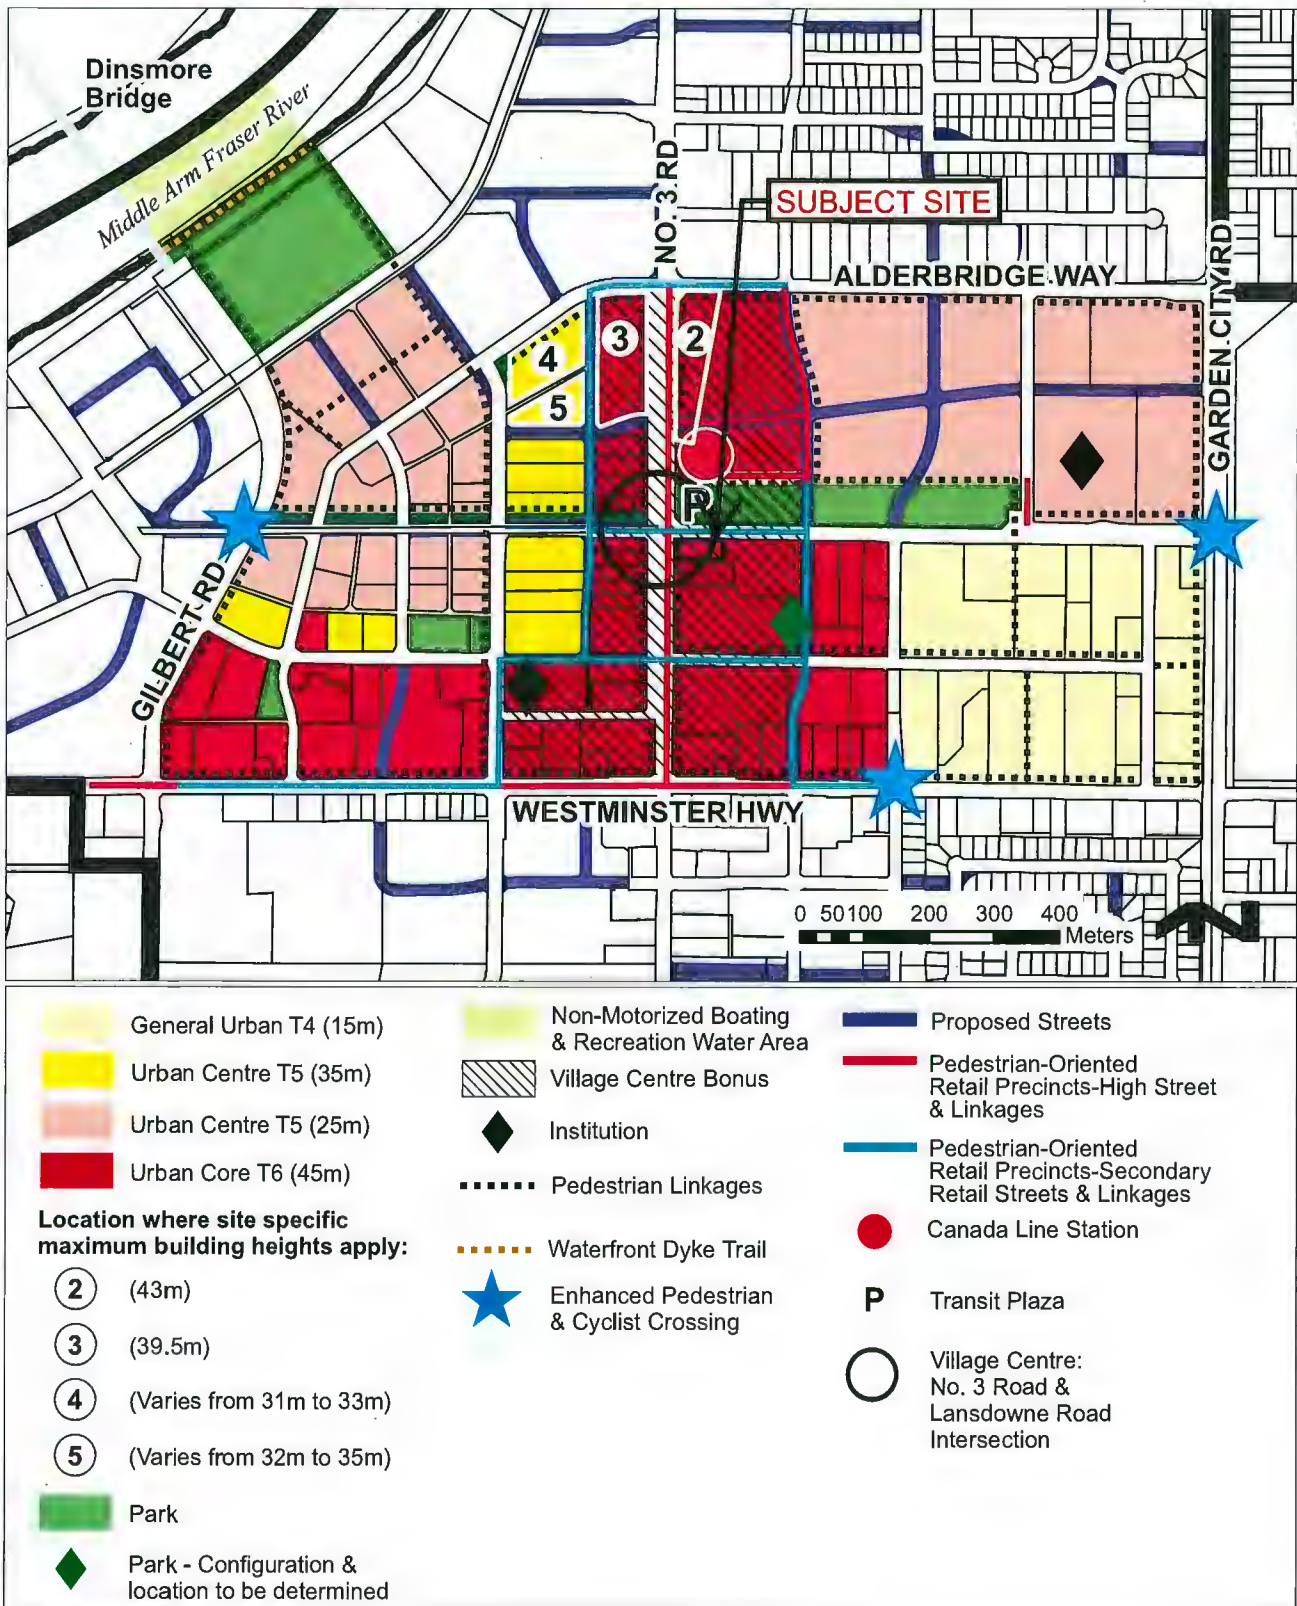 Dinsmore
Bridge
Middle Arm Fraser River
NO. 3 RD
SUBJECT SITE
ALDERBRIDGE WAY
GARDEN CITY RD
3
2
4
5
P
GILBERT RD
WESTMINSTER HWY
0 50 100 200 300 400
Meters
General Urban T4 (15m)
Urban Centre T5 (35m)
Urban Centre T5 (25m)
Urban Core T6 (45m)
Location where site specific
maximum building heights apply:
2 (43m)
3 (39.5m)
4 (Varies from 31m to 33m)
5 (Varies from 32m to 35m)
Park
Park - Configuration &
location to be determined
Non-Motorized Boating
& Recreation Water Area
Village Centre Bonus
Institution
Pedestrian Linkages
Waterfront Dyke Trail
Enhanced Pedestrian
& Cyclist Crossing
Proposed Streets
Pedestrian-Oriented
Retail Precincts-High Street
& Linkages
Pedestrian-Oriented
Retail Precincts-Secondary
Retail Streets & Linkages
Canada Line Station
P Transit Plaza
Village Centre:
No. 3 Road &
Lansdowne Road
Intersection